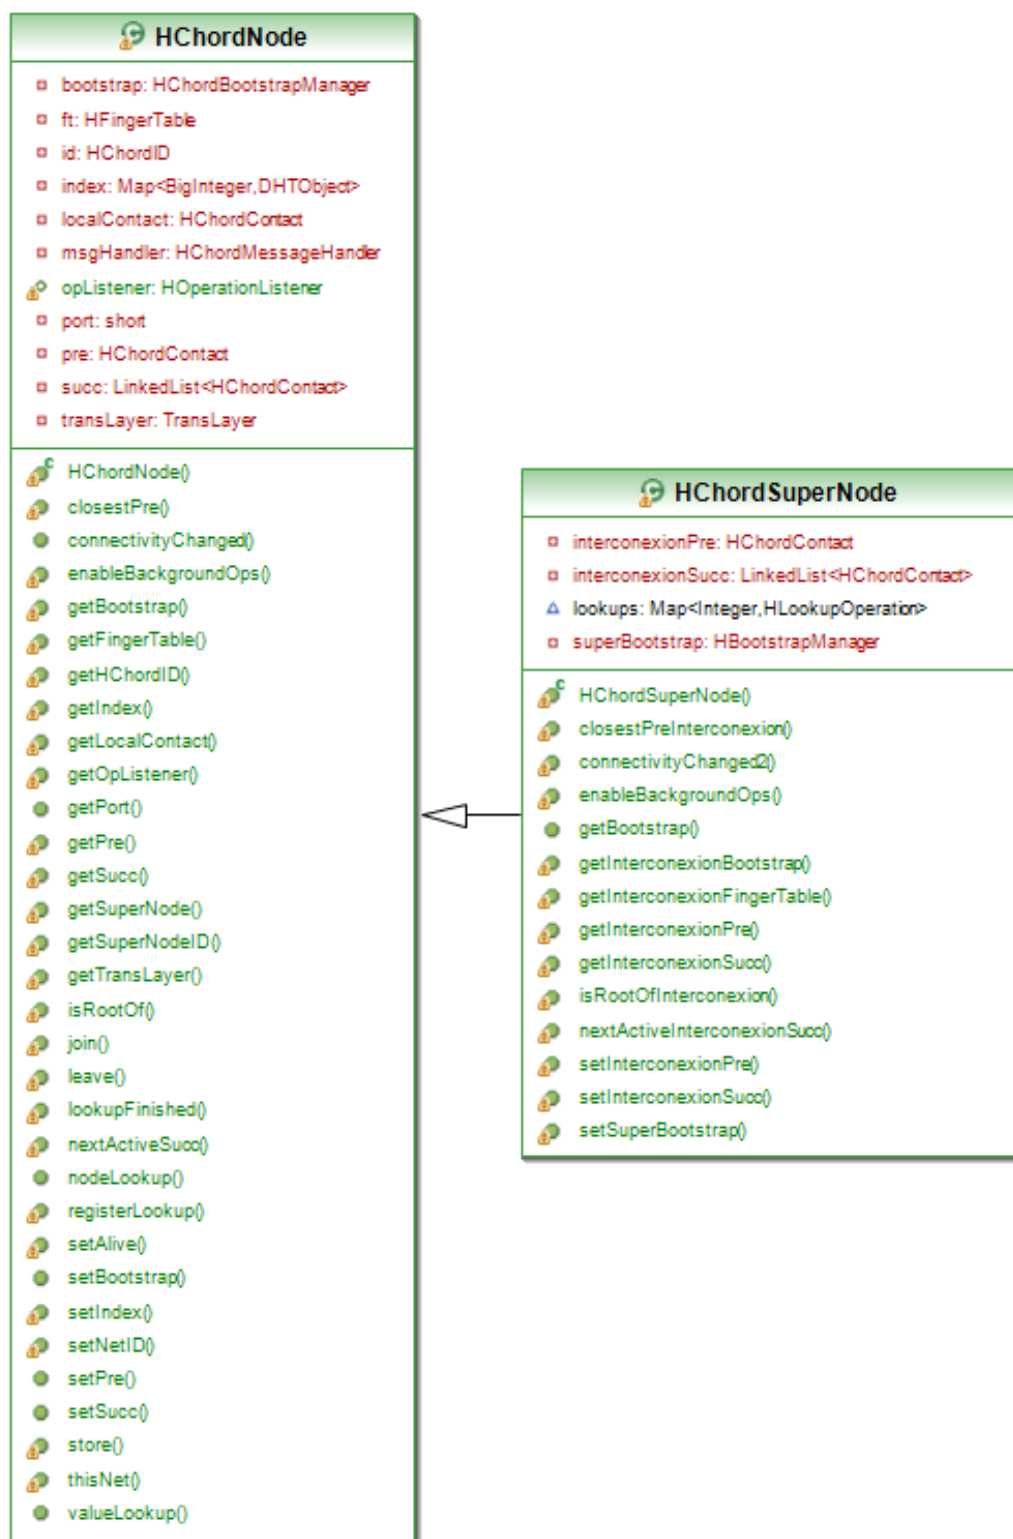 HChordNode
bootstrap: HChordBootstrapManager
ft: HFingerTable
id: HChordID
index: Map<BigInteger,DHTObject>
localContact: HChordContact
msgHandler: HChordMessageHandler
opListener: HOperationListener
port: short
pre: HChordContact
succ: LinkedList<HChordContact>
transLayer: TransLayer
HChordNode()
closestPre()
connectivityChanged()
enableBackgroundOps()
getBootstrap()
getFingerTable()
getHChordID()
getIndex()
getLocalContact()
getOpListener()
getPort()
getPre()
getSucc()
getSuperNode()
getSuperNodeID()
getTransLayer()
isRootOf()
join()
leave()
lookupFinished()
nextActiveSucc()
nodeLookup()
registerLookup()
setAlive()
setBootstrap()
setIndex()
setNetID()
setPre()
setSucc()
store()
thisNet()
valueLookup()
HChordSuperNode
interconexionPre: HChordContact
interconexionSucc: LinkedList<HChordContact>
lookups: Map<Integer,HLookupOperation>
superBootstrap: HBootstrapManager
HChordSuperNode()
closestPreInterconexion()
connectivityChanged2()
enableBackgroundOps()
getBootstrap()
getInterconexionBootstrap()
getInterconexionFingerTable()
getInterconexionPre()
getInterconexionSucc()
isRootOfInterconexion()
nextActiveInterconexionSucc()
setInterconexionPre()
setInterconexionSucc()
setSuperBootstrap()